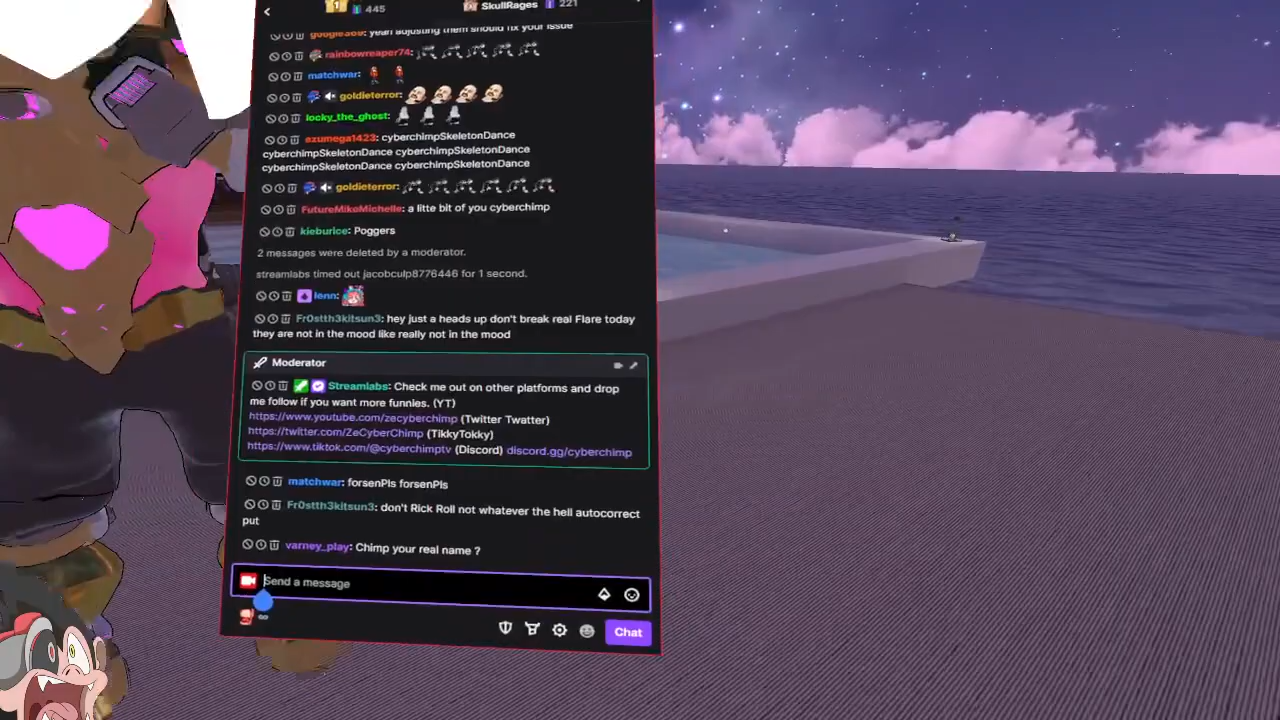 1 445 SkullRages 221
google365: yeah adjusting them should fix your issue
rainbowreaper74:
matchwar:
goldieterror:
locky_the_ghost:
ezumega1423: cyberchimpSkeletonDance
cyberchimpSkeletonDance cyberchimpSkeletonDance
cyberchimpSkeletonDance cyberchimpSkeletonDance
goldieterror:
FutureMikeMichelle: a litte bit of you cyberchimp
kieburice: Poggers
2 messages were deleted by a moderator.
streamlabs timed out jacobculp8776446 for 1 second.
lenn:
Fr0stth3kitsun3: hey just a heads up don't break real Flare today
they are not in the mood like really not in the mood
Moderator
Streamlabs: Check me out on other platforms and drop
me follow if you want more funnies. (YT)
https://www.youtube.com/zecyberchimp (Twitter Twatter)
https://twitter.com/ZeCyberChimp (TikkyTokky)
https://www.tiktok.com/@cyberchimptv (Discord) discord.gg/cyberchimp
matchwar: forsenPls forsenPls
Fr0stth3kitsun3: don't Rick Roll not whatever the hell autocorrect
put
varney_play: Chimp your real name ?
Send a message
∞
Chat